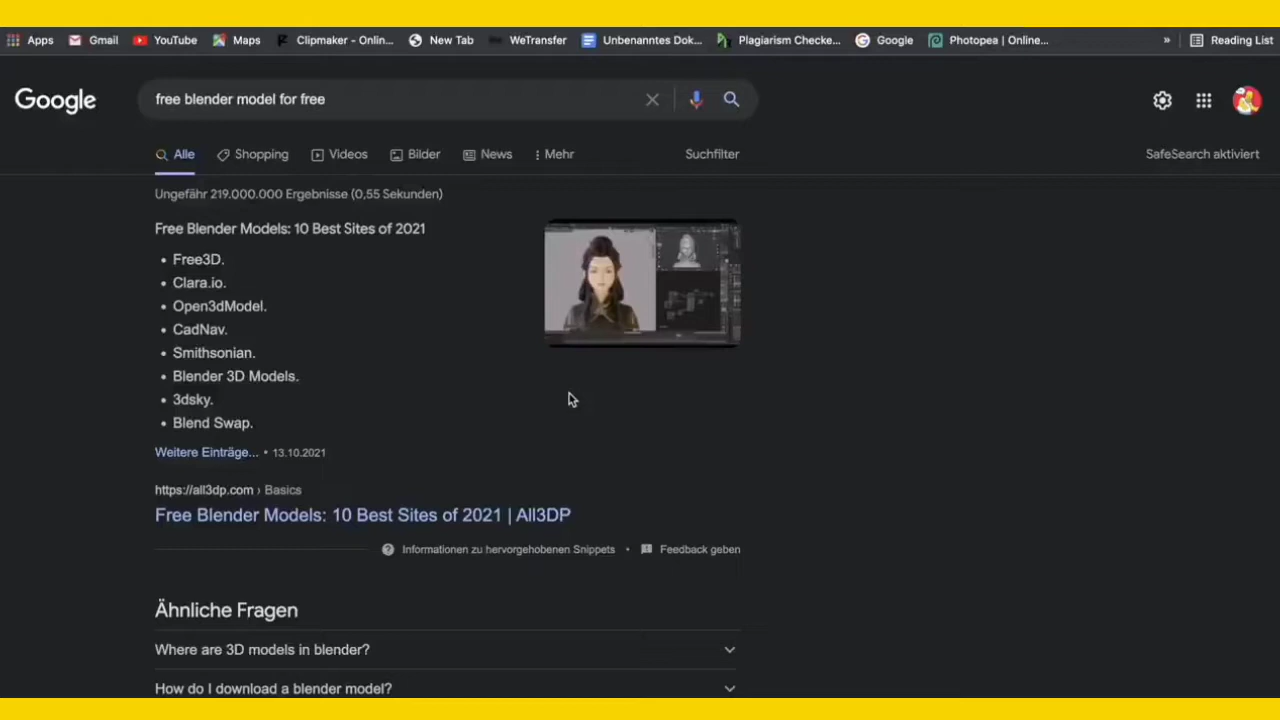 Apps Gmail YouTube Maps Clipmaker - Onlin... New Tab WeTransfer Unbenanntes Dok... Plagiarism Checke... Google Photopea | Online... » Reading List
Google free blender model for free
Alle Shopping Videos Bilder News Mehr Suchfilter SafeSearch aktiviert
Ungefähr 219.000.000 Ergebnisse (0,55 Sekunden)
Free Blender Models: 10 Best Sites of 2021
• Free3D.
• Clara.io.
• Open3dModel.
• CadNav.
• Smithsonian.
• Blender 3D Models.
• 3dsky.
• Blend Swap.
Weitere Einträge... • 13.10.2021
https://all3dp.com › Basics
Free Blender Models: 10 Best Sites of 2021 | All3DP
Informationen zu hervorgehobenen Snippets • Feedback geben
Ähnliche Fragen
Where are 3D models in blender?
How do I download a blender model?